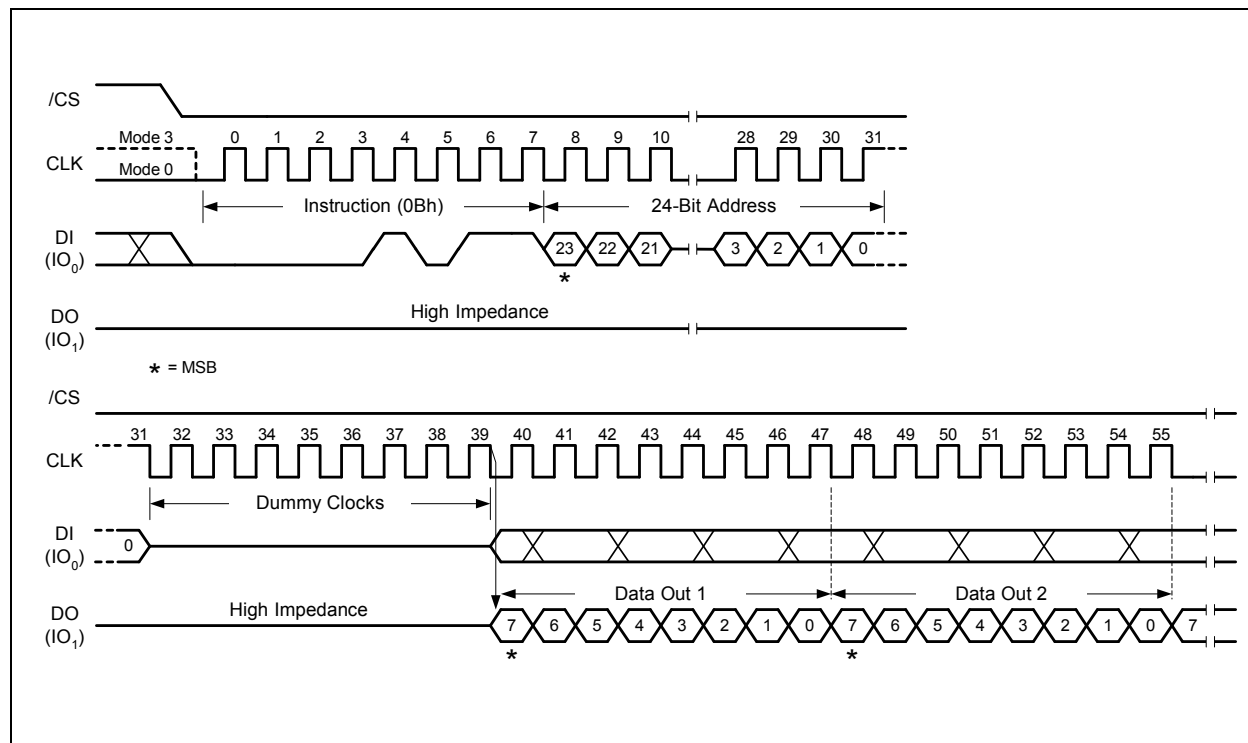 /CS
Mode 3 0 1 2 3 4 5 6 7 8 9 10 28 29 30 31
CLK
Mode 0
Instruction (0Bh) 24-Bit Address
DI
(IO0) 23 22 21 3 2 1 0
*
High Impedance
DO
(IO1)
* = MSB
/CS
31 32 33 34 35 36 37 38 39 40 41 42 43 44 45 46 47 48 49 50 51 52 53 54 55
CLK
Dummy Clocks
DI
(IO0) 0
Data Out 1 Data Out 2
High Impedance
DO
(IO1) 7 6 5 4 3 2 1 0 7 6 5 4 3 2 1 0 7
* *